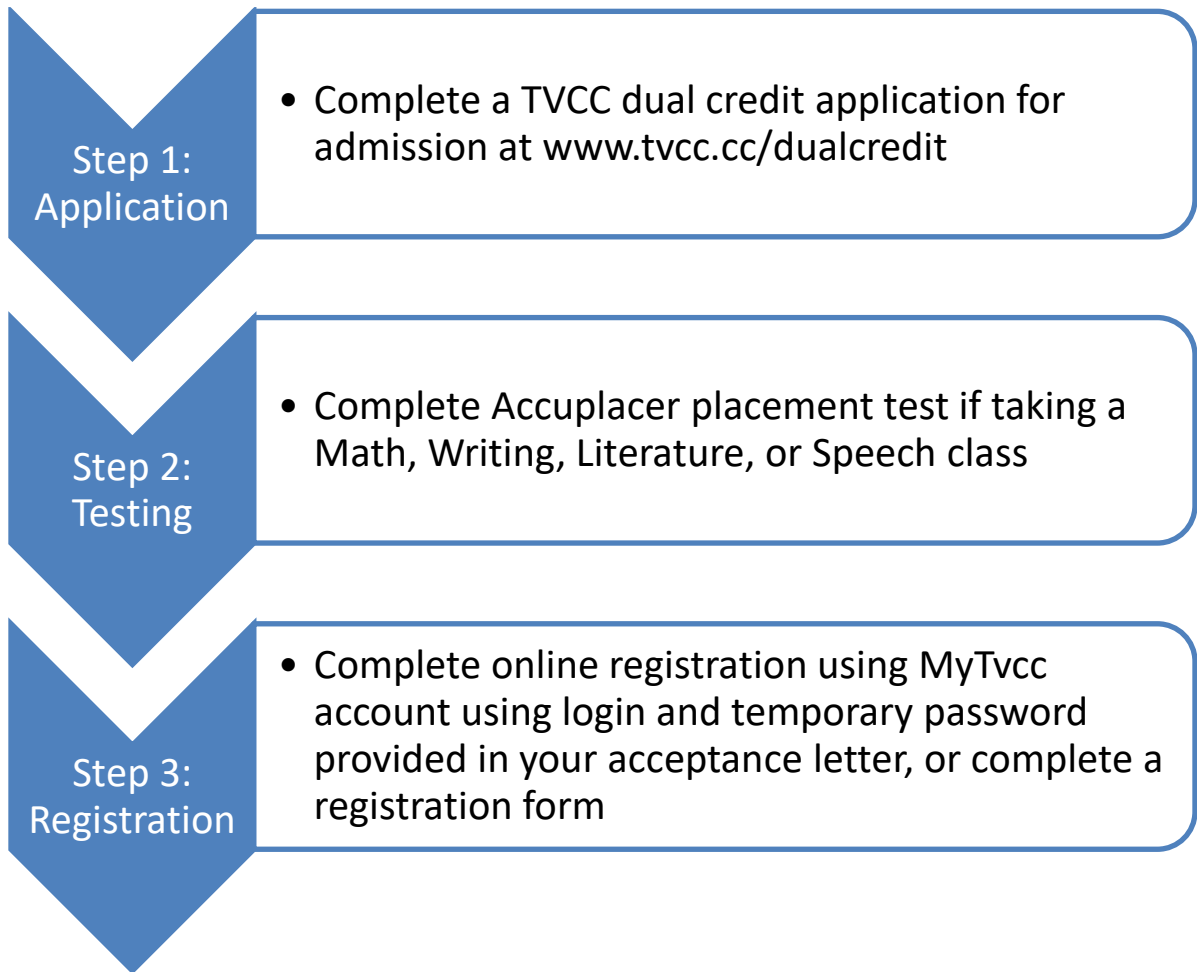 Step 1:
Application
• Complete a TVCC dual credit application for
admission at www.tvcc.cc/dualcredit
Step 2:
Testing
• Complete Accuplacer placement test if taking a
Math, Writing, Literature, or Speech class
Step 3:
Registration
• Complete online registration using MyTvcc
account using login and temporary password
provided in your acceptance letter, or complete a
registration form